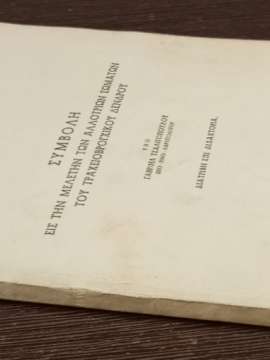 ΣΥΜΒΟΛΗ
ΕΙΣ ΤΗΝ ΜΕΛΕΤΗΝ ΤΩΝ ΑΛΛΟΤΡΙΩΝ ΣΩΜΑΤΩΝ
ΤΟΥ ΤΡΑΧΕΙΟΒΡΟΓΧΙΚΟΥ ΔΕΝΔΡΟΥ
ΥΠΟ
ΔΙΑΤΡΙΒΗ ΕΠΙ ΔΙΔΑΚΤΟΡΙΑ